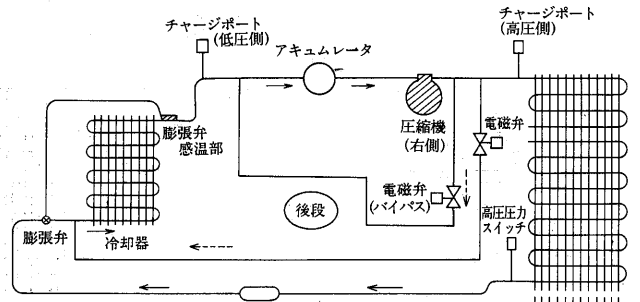 チャージポート
(低圧側)
アキュムレータ
チャージポート
(高圧側)
膨張弁
感温部
圧縮機
(右側)
電磁弁
電磁弁
(バイパス)
後段
高圧圧力
スイッチ
膨張弁
冷却器